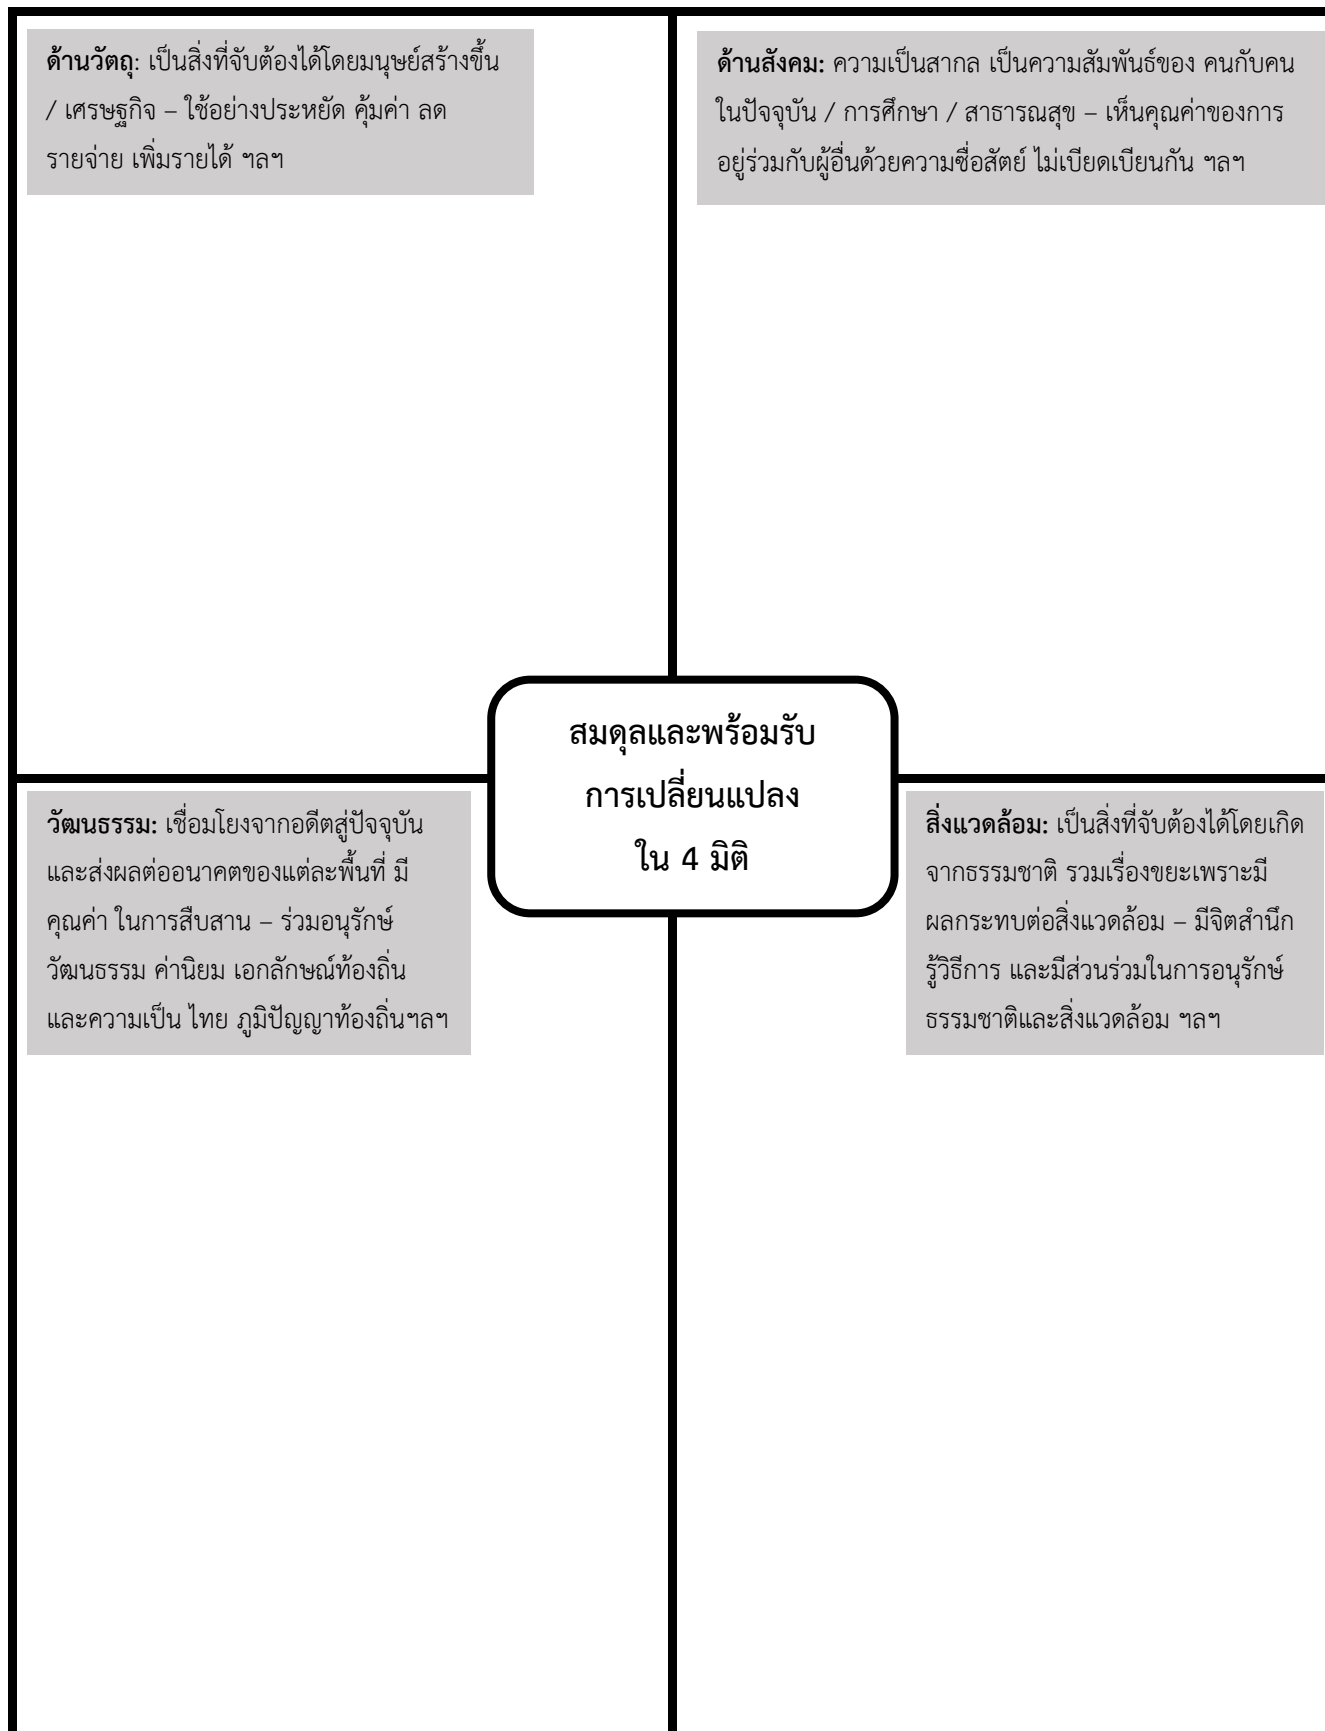 ด้านวัตถุ: เป็นสิ่งที่จับต้องได้โดยมนุษย์สร้างขึ้น
/ เศรษฐกิจ – ใช้อย่างประหยัด คุ้มค่า ลด
รายจ่าย เพิ่มรายได้ ฯลฯ
ด้านสังคม: ความเป็นสากล เป็นความสัมพันธ์ของ คนกับคน
ในปัจจุบัน / การศึกษา / สาธารณสุข – เห็นคุณค่าของการ
อยู่ร่วมกับผู้อื่นด้วยความซื่อสัตย์ ไม่เบียดเบียนกัน ฯลฯ
สมดุลและพร้อมรับ
การเปลี่ยนแปลง
ใน 4 มิติ
วัฒนธรรม: เชื่อมโยงจากอดีตสู่ปัจจุบัน
และส่งผลต่ออนาคตของแต่ละพื้นที่ มี
คุณค่า ในการสืบสาน – ร่วมอนุรักษ์
วัฒนธรรม ค่านิยม เอกลักษณ์ท้องถิ่น
และความเป็น ไทย ภูมิปัญญาท้องถิ่นฯลฯ
สิ่งแวดล้อม: เป็นสิ่งที่จับต้องได้โดยเกิด
จากธรรมชาติ รวมเรื่องขยะเพราะมี
ผลกระทบต่อสิ่งแวดล้อม – มีจิตสำนึก
รู้วิธีการ และมีส่วนร่วมในการอนุรักษ์
ธรรมชาติและสิ่งแวดล้อม ฯลฯ